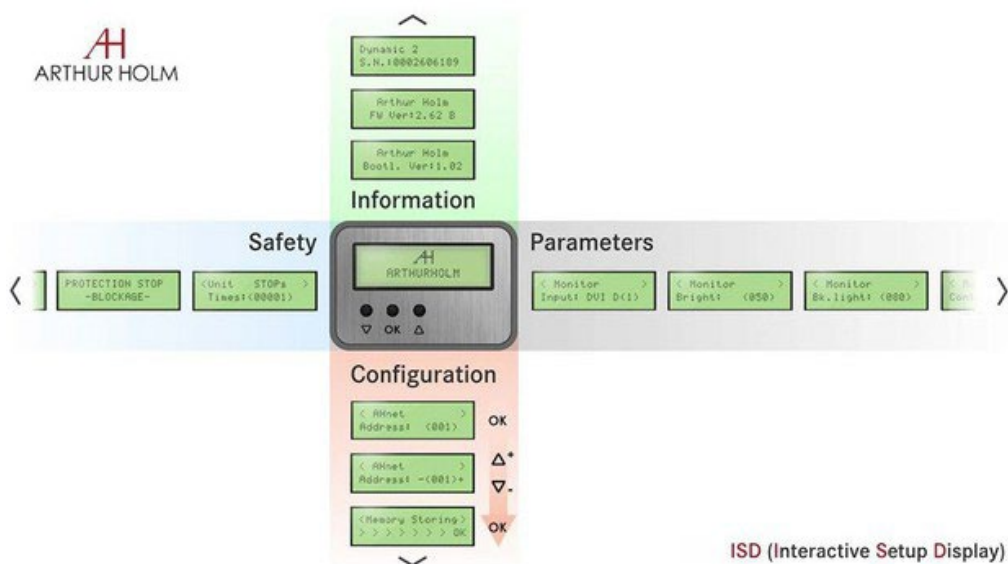 AH
ARTHUR HOLM
Dynamic 2
S.N.:0002606189
Arthur Holm
FW Ver:2.62 B
Arthur Holm
Bootl. Ver:1.02
Information
Safety
Parameters
AH
ARTHURHOLM
▽ OK △
PROTECTION STOP
-BLOCKAGE-
<Unit STOPs >
Times:(00001)
< Monitor >
Input: DVI D(1)
< Monitor >
Bright: (050)
< Monitor >
Bk.light: (080)
Configuration
< AHnet >
Address: (001)
OK
< AHnet >
Address: -(001)+
△+
▽-
<Memory Storing>
> > > > > > > OK
OK
ISD (Interactive Setup Display)